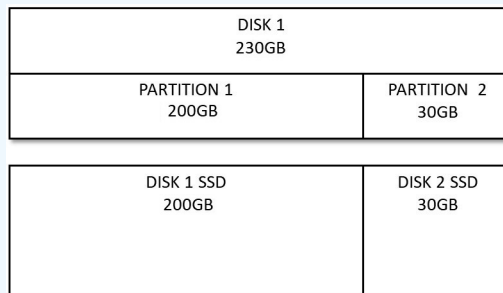 DISK 1
230GB
PARTITION 1
200GB
PARTITION  2
30GB
DISK 1 SSD
200GB
DISK 2 SSD
30GB